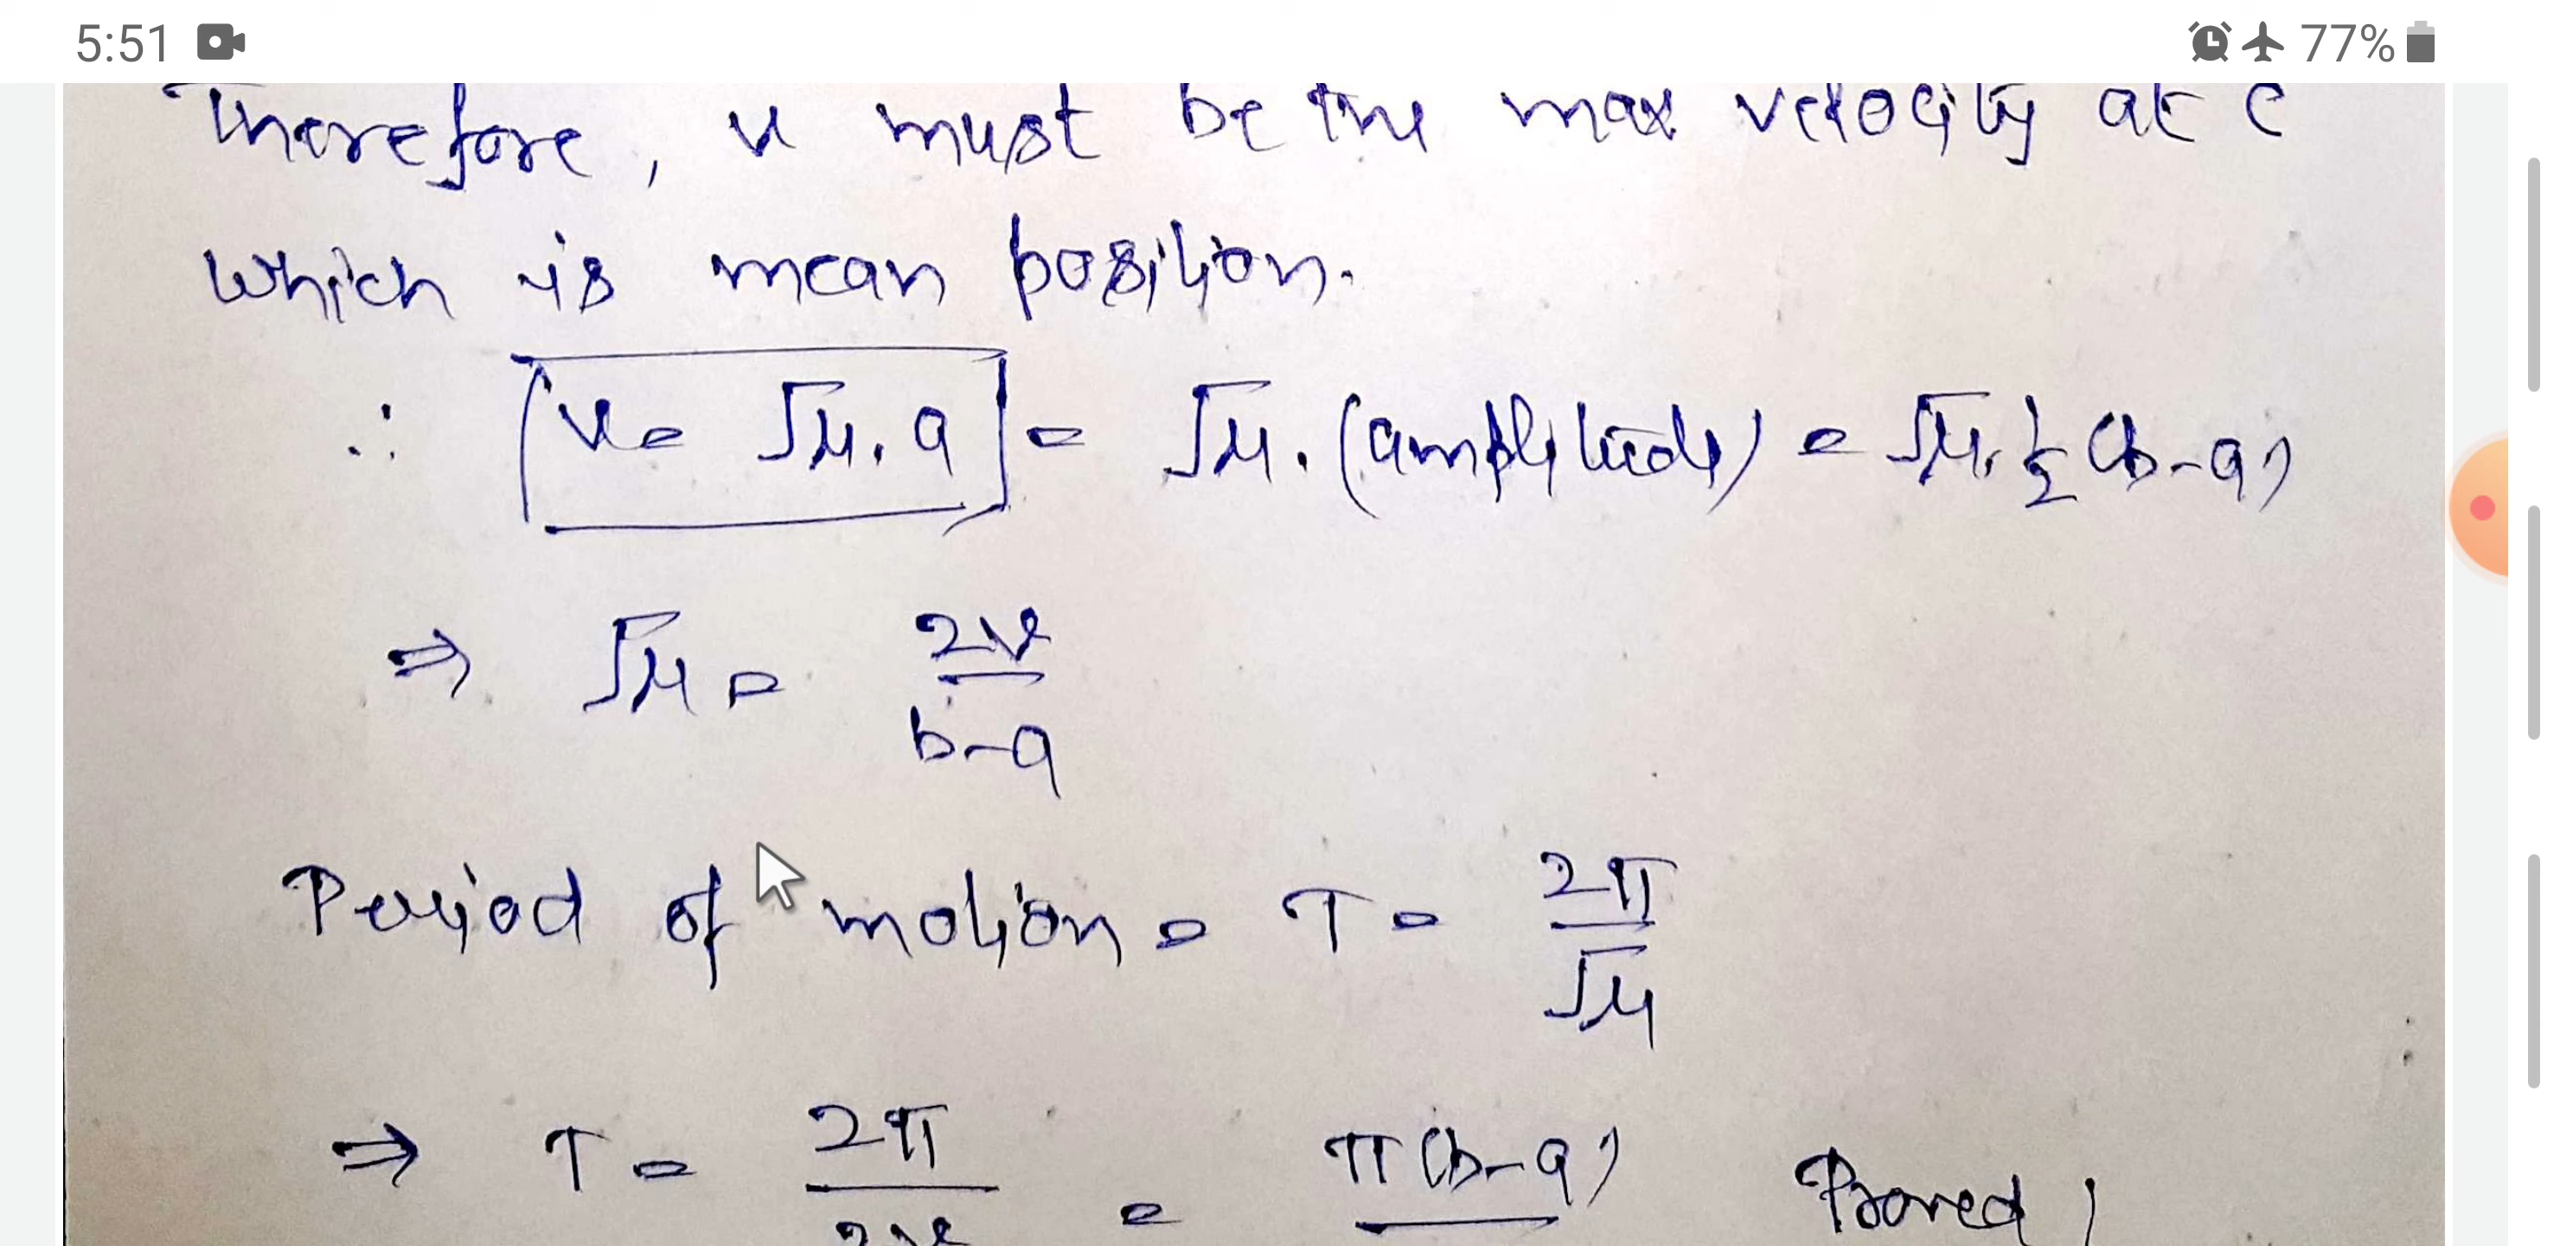 5:51 77%
Therefore, v must be the max velocity at C
which is mean position.
∴ v = √μ . a = √μ . (amplitude) = √μ . 1/2 (b-a)
⇒ √μ = 2v/b-a
Period of motion = T = 2π/√μ
⇒ T = 2π/2v = π(b-a) Proved